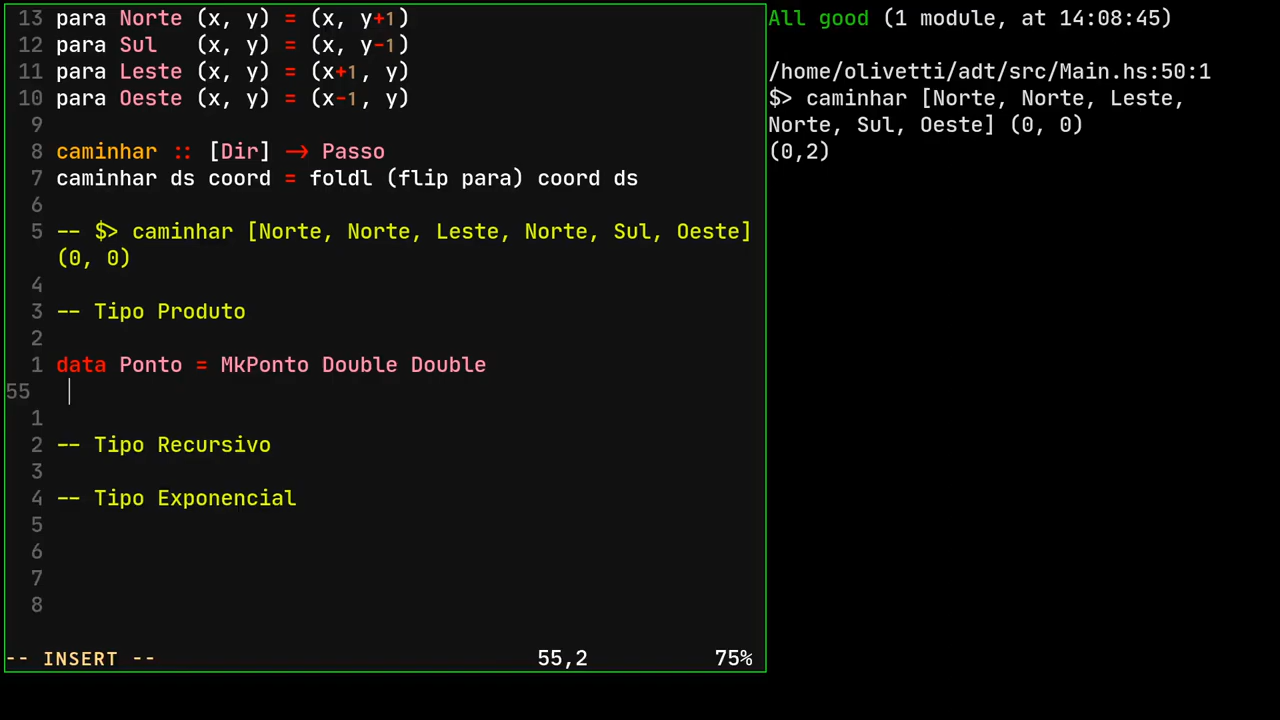 13 para Norte (x, y) = (x, y+1)
12 para Sul   (x, y) = (x, y-1)
11 para Leste (x, y) = (x+1, y)
10 para Oeste (x, y) = (x-1, y)
9
8 caminhar :: [Dir] -> Passo
7 caminhar ds coord = foldl (flip para) coord ds
6
5 -- $> caminhar [Norte, Norte, Leste, Norte, Sul, Oeste]
(0, 0)
4
3 -- Tipo Produto
2
1 data Ponto = MkPonto Double Double
55
1
2 -- Tipo Recursivo
3
4 -- Tipo Exponencial
5
6
7
8
-- INSERT -- 55,2 75%
All good (1 module, at 14:08:45)
/home/olivetti/adt/src/Main.hs:50:1
$> caminhar [Norte, Norte, Leste,
Norte, Sul, Oeste] (0, 0)
(0,2)